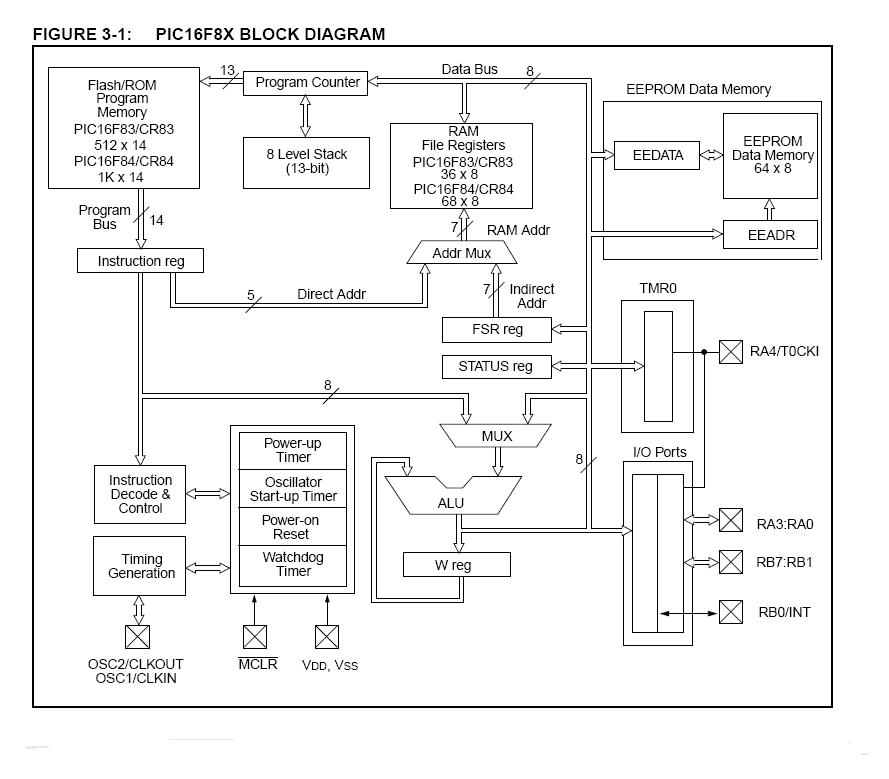 FIGURE 3-1: PIC16F8X BLOCK DIAGRAM
Flash/ROM
Program
Memory
PIC16F83/CR83
512 x 14
PIC16F84/CR84
1K x 14
13
Program Counter
Data Bus
8
8 Level Stack
(13-bit)
RAM
File Registers
PIC16F83/CR83
36 x 8
PIC16F84/CR84
68 x 8
EEPROM Data Memory
EEDATA
EEPROM
Data Memory
64 x 8
EEADR
Program
Bus
14
Instruction reg
7
RAM Addr
Addr Mux
5
Direct Addr
7
Indirect
Addr
FSR reg
STATUS reg
TMR0
RA4/T0CKI
8
MUX
8
I/O Ports
Power-up
Timer
Oscillator
Start-up Timer
Power-on
Reset
Watchdog
Timer
Instruction
Decode &
Control
Timing
Generation
ALU
W reg
RA3:RA0
RB7:RB1
RB0/INT
OSC2/CLKOUT
OSC1/CLKIN
MCLR
VDD, VSS